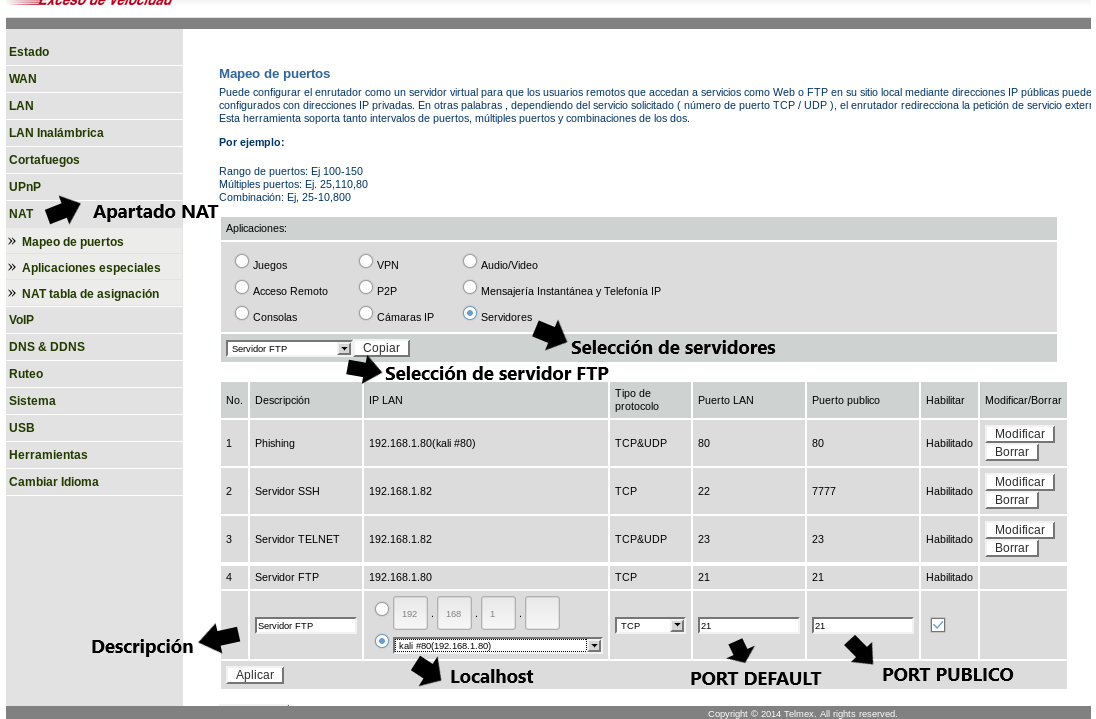 Exceso de velocidad
Estado
WAN
LAN
LAN Inalámbrica
Cortafuegos
UPnP
NAT
Apartado NAT
» Mapeo de puertos
» Aplicaciones especiales
» NAT tabla de asignación
VoIP
DNS & DDNS
Ruteo
Sistema
USB
Herramientas
Cambiar Idioma
Mapeo de puertos
Puede configurar el enrutador como un servidor virtual para que los usuarios remotos que accedan a servicios como Web o FTP en su sitio local mediante direcciones IP públicas puede
configurados con direcciones IP privadas. En otras palabras , dependiendo del servicio solicitado ( número de puerto TCP / UDP ), el enrutador redirecciona la petición de servicio extern
Esta herramienta soporta tanto intervalos de puertos, múltiples puertos y combinaciones de los dos.
Por ejemplo:
Rango de puertos: Ej 100-150
Múltiples puertos: Ej. 25,110,80
Combinación: Ej, 25-10,800
Aplicaciones:
Juegos VPN Audio/Video
Acceso Remoto P2P Mensajería Instantánea y Telefonía IP
Consolas Cámaras IP Servidores
Selección de servidores
Servidor FTP Copiar
Selección de servidor FTP
No. Descripción IP LAN Tipo de protocolo Puerto LAN Puerto publico Habilitar Modificar/Borrar
1 Phishing 192.168.1.80(kali #80) TCP&UDP 80 80 Habilitado Modificar Borrar
2 Servidor SSH 192.168.1.82 TCP 22 7777 Habilitado Modificar Borrar
3 Servidor TELNET 192.168.1.82 TCP&UDP 23 23 Habilitado Modificar Borrar
4 Servidor FTP 192.168.1.80 TCP 21 21 Habilitado
192 . 168 . 1 .
Servidor FTP kali #80(192.168.1.80) TCP 21 21
Descripción
Localhost
PORT DEFAULT
PORT PUBLICO
Aplicar
Copyright © 2014 Telmex. All rights reserved.